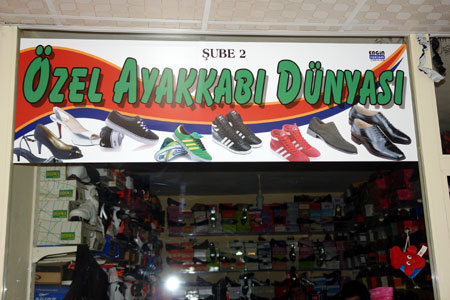 ŞUBE 2
ÖZEL AYAKKABI DÜNYASI